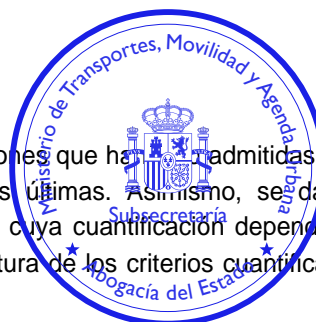 Ministerio de Transportes, Movilidad y Agenda Urbana
ones que ha admitidas
s últimas. Asimismo, se da
Subsecretaría
cuya cuantificación depend
tura de los criterios cuantifica
Abogacía del Estado